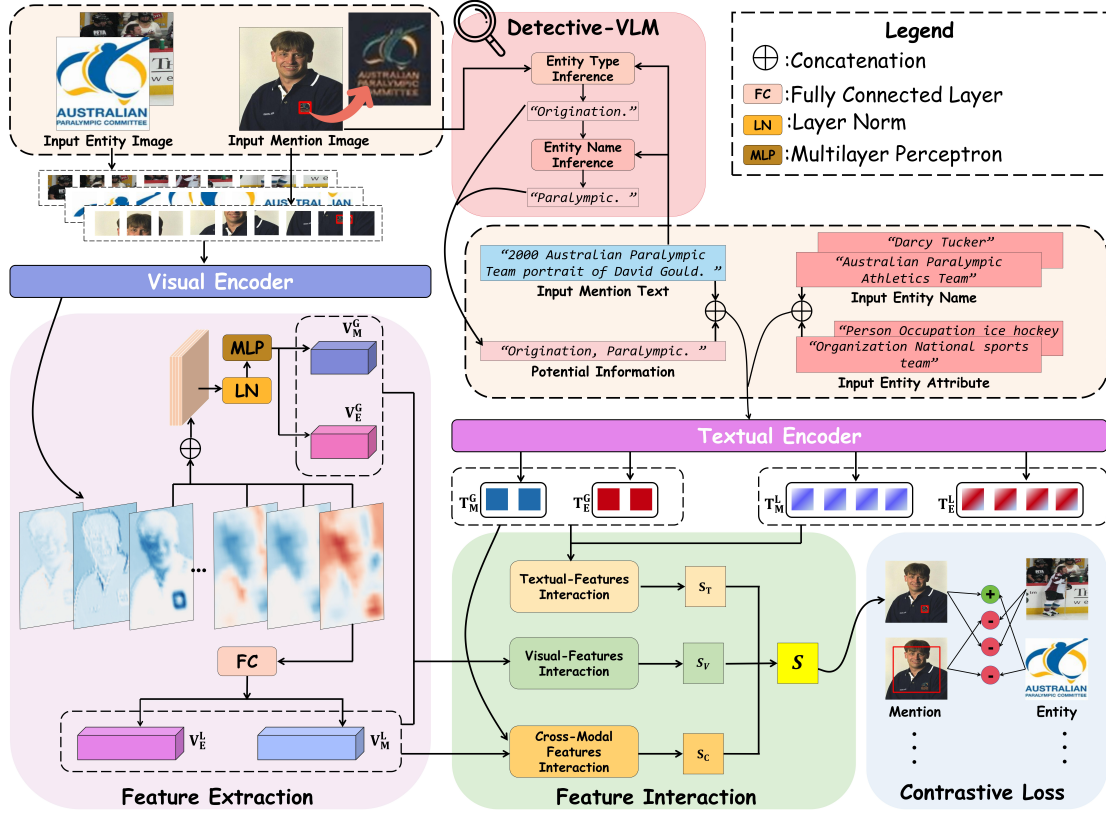 Input Entity Image
AUSTRALIAN
PARALYMPIC COMMITTEE
Input Mention Image
AUSTRALIAN
PARALYMPIC
COMMITTEE
Detective-VLM
Entity Type
Inference
“Origination.”
Entity Name
Inference
“Paralympic. ”
Legend
:Concatenation
FC :Fully Connected Layer
LN :Layer Norm
MLP :Multilayer Perceptron
“2000 Australian Paralympic
Team portrait of David Gould. ”
Input Mention Text
“Origination, Paralympic. ”
Potential Information
“Darcy Tucker”
“Australian Paralympic
Athletics Team”
Input Entity Name
“Person Occupation ice hockey
“Organization National sports
team”
Input Entity Attribute
Visual Encoder
Textual Encoder
MLP
LN
V_M^G
V_E^G
...
FC
V_E^L
V_M^L
Feature Extraction
T_M^G
T_E^G
T_M^L
T_E^L
Textual-Features
Interaction
S_T
Visual-Features
Interaction
S_V
S
Cross-Modal
Features
Interaction
S_C
Feature Interaction
+
-
-
-
AUSTRALIAN
PARALYMPIC COMMITTEE
Mention
Entity
Contrastive Loss